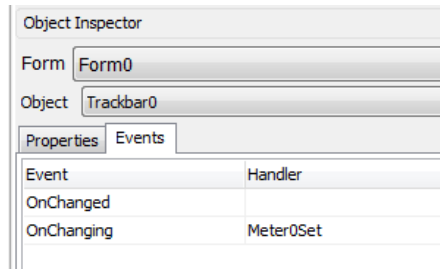 Object Inspector
Form Form0
Object Trackbar0
Properties Events
Event Handler
OnChanged
OnChanging Meter0Set